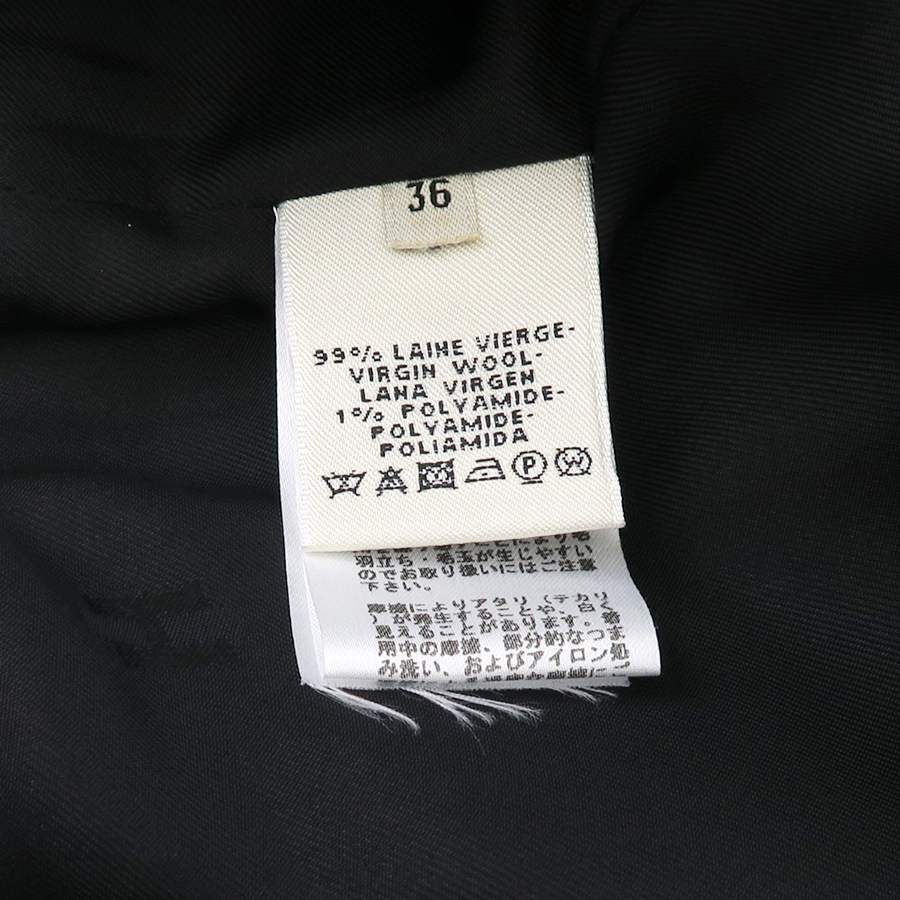 36
99% LAINE VIERGE-
VIRGIN WOOL-
LANA VIRGEN
1% POLYAMIDE-
POLYAMIDE-
POLIAMIDA
P
W
羽立ち・毛玉が生じやすい
のでお取り扱いにはご注意
下さい。
摩擦によりアタリ(テカリ
)が発生することや、白く
見えることがあります。着
用中の摩擦、部分的なつま
み洗い、およびアイロン処